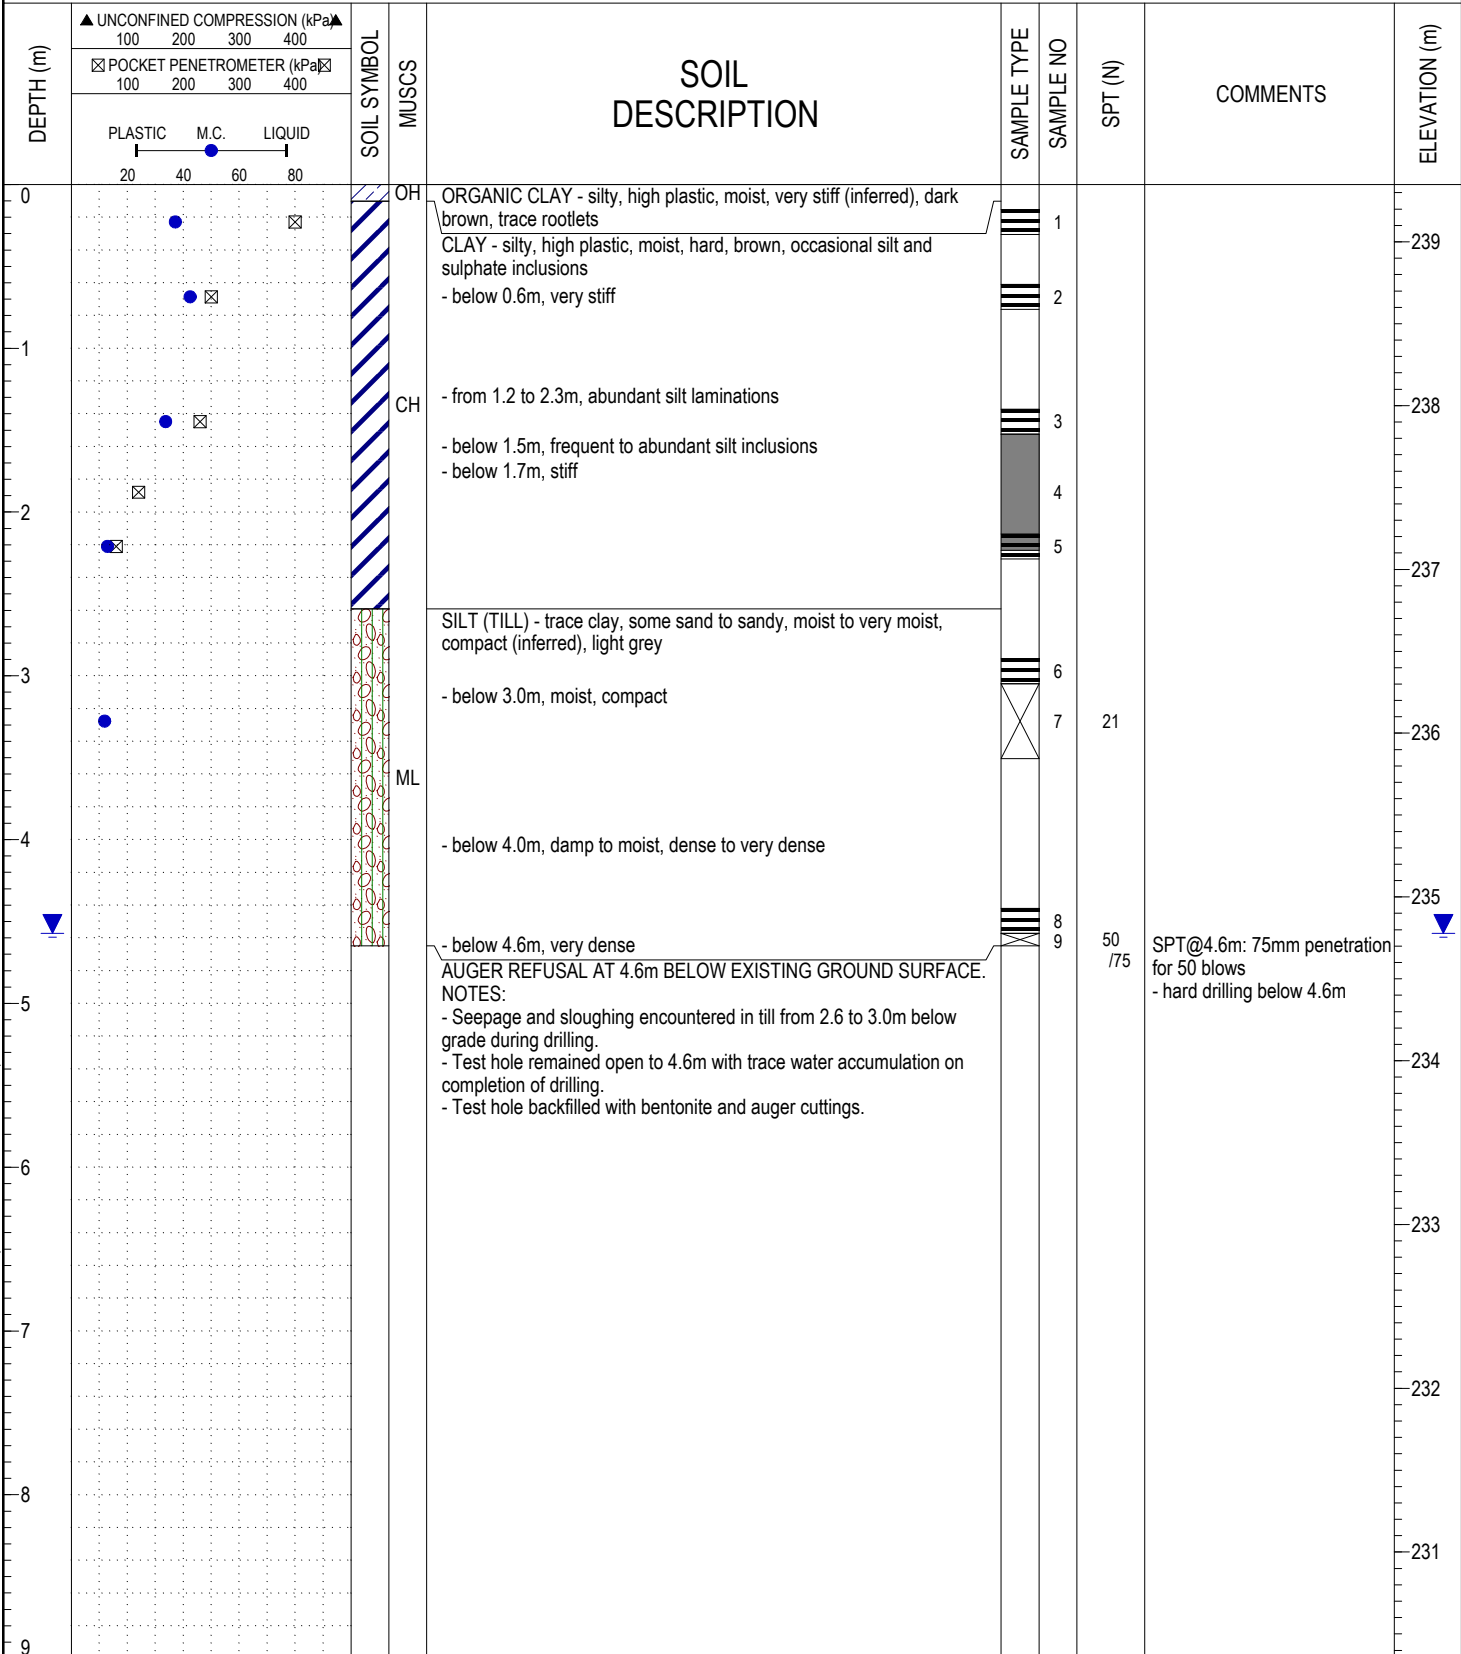 DEPTH (m)
UNCONFINED COMPRESSION (kPa)
100 200 300 400
POCKET PENETROMETER (kPa)
100 200 300 400
PLASTIC M.C. LIQUID
20 40 60 80
SOIL SYMBOL
MUSCS
SOIL
DESCRIPTION
SAMPLE TYPE
SAMPLE NO
SPT (N)
COMMENTS
ELEVATION (m)
0
1
2
3
4
5
6
7
8
9
OH
CH
ML
ORGANIC CLAY - silty, high plastic, moist, very stiff (inferred), dark
brown, trace rootlets
CLAY - silty, high plastic, moist, hard, brown, occasional silt and
sulphate inclusions
- below 0.6m, very stiff
- from 1.2 to 2.3m, abundant silt laminations
- below 1.5m, frequent to abundant silt inclusions
- below 1.7m, stiff
SILT (TILL) - trace clay, some sand to sandy, moist to very moist,
compact (inferred), light grey
- below 3.0m, moist, compact
- below 4.0m, damp to moist, dense to very dense
- below 4.6m, very dense
AUGER REFUSAL AT 4.6m BELOW EXISTING GROUND SURFACE.
NOTES:
- Seepage and sloughing encountered in till from 2.6 to 3.0m below
grade during drilling.
- Test hole remained open to 4.6m with trace water accumulation on
completion of drilling.
- Test hole backfilled with bentonite and auger cuttings.
1
2
3
4
5
6
7
8
9
21
50
/75
SPT@4.6m: 75mm penetration
for 50 blows
- hard drilling below 4.6m
239
238
237
236
235
234
233
232
231